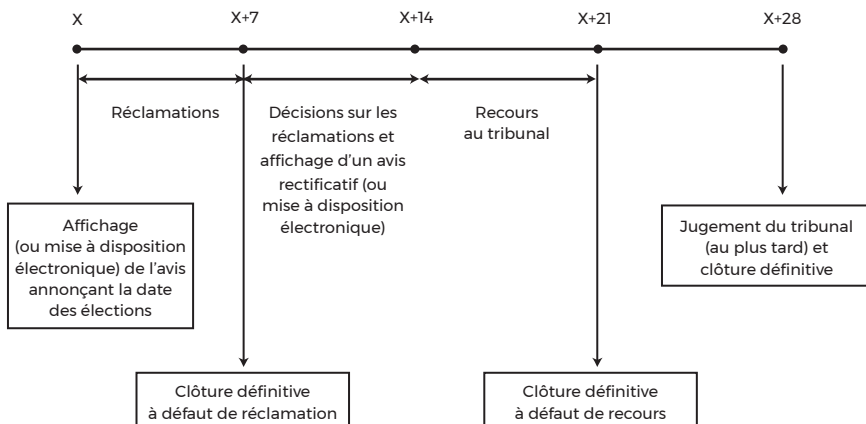 X
X+7
X+14
X+21
X+28
Réclamations
Décisions sur les
réclamations et
affichage d’un avis
rectificatif (ou
mise à disposition
électronique)
Recours
au tribunal
Affichage
(ou mise à disposition
électronique) de l’avis
annonçant la date
des élections
Jugement du tribunal
(au plus tard) et
clôture définitive
Clôture définitive
à défaut de réclamation
Clôture définitive
à défaut de recours